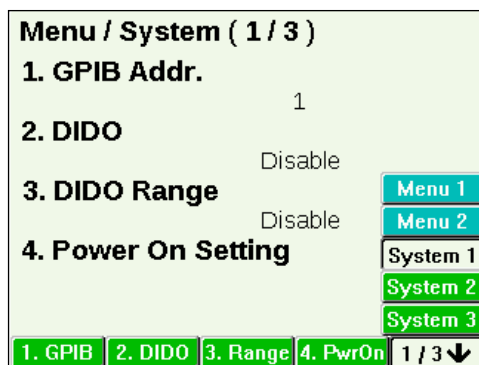 Menu / System ( 1 / 3 )
1. GPIB Addr.
1
2. DIDO
Disable
3. DIDO Range
Disable
4. Power On Setting
Menu 1
Menu 2
System 1
System 2
System 3
1. GPIB 2. DIDO 3. Range 4. PwrOn 1 / 3